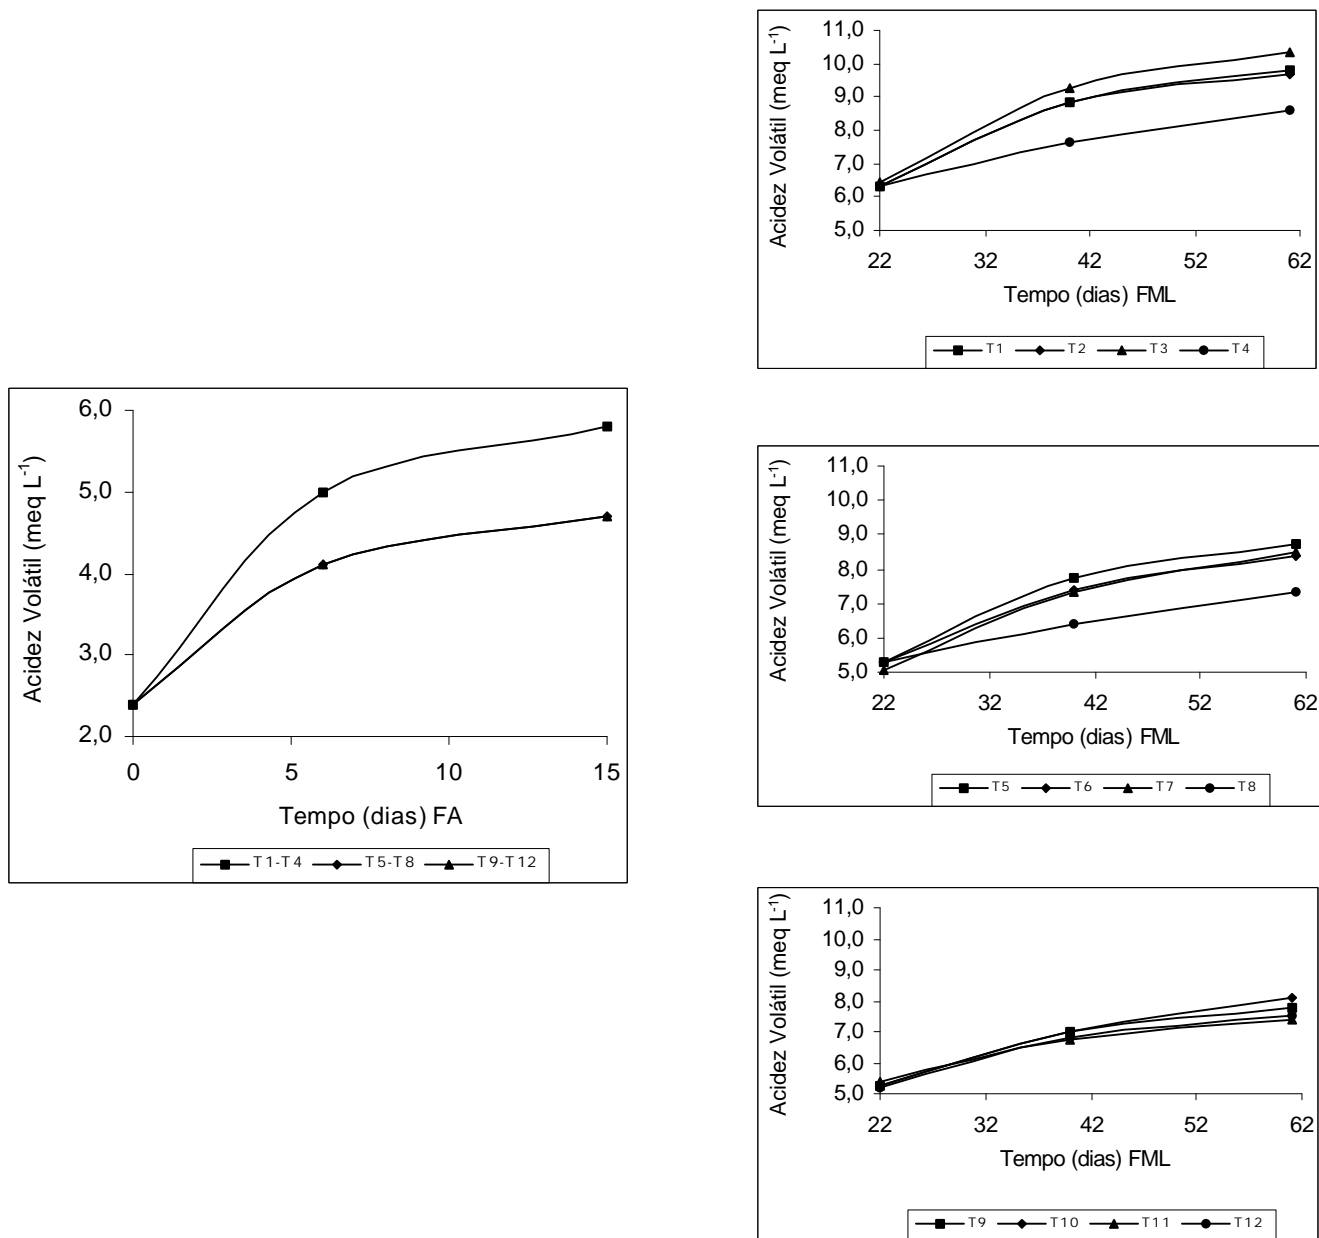 Acidez Volátil (meq L⁻¹)
6,0
5,0
4,0
3,0
2,0
0 5 10 15
Tempo (dias) FA
T1-T4 T5-T8 T9-T12
Acidez Volátil (meq L⁻¹)
11,0
10,0
9,0
8,0
7,0
6,0
5,0
22 32 42 52 62
Tempo (dias) FML
T1 T2 T3 T4
Acidez Volátil (meq L⁻¹)
11,0
10,0
9,0
8,0
7,0
6,0
5,0
22 32 42 52 62
Tempo (dias) FML
T5 T6 T7 T8
Acidez Volátil (meq L⁻¹)
11,0
10,0
9,0
8,0
7,0
6,0
5,0
22 32 42 52 62
Tempo (dias) FML
T9 T10 T11 T12